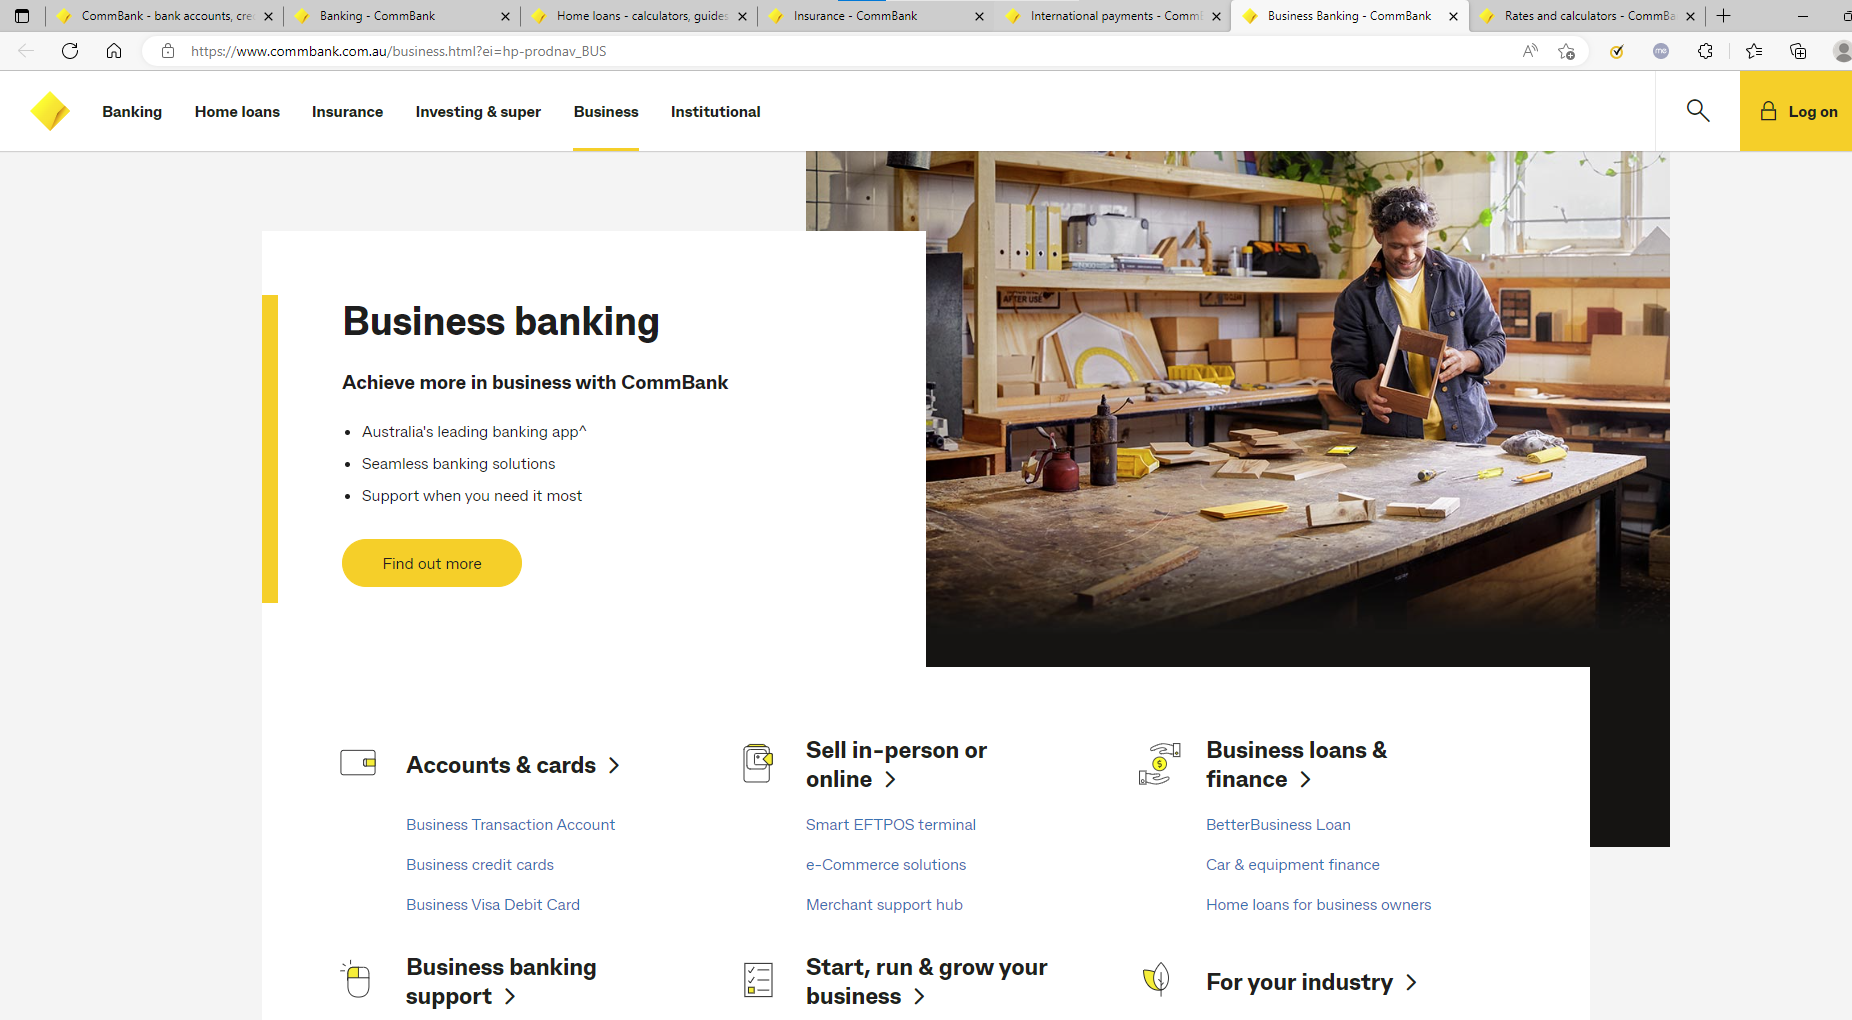 CommBank - bank accounts, cre
Banking - CommBank
Home loans - calculators, guides
Insurance - CommBank
International payments - Comm
Business Banking - CommBank
Rates and calculators - CommBa
https://www.commbank.com.au/business.html?ei=hp-prodnav_BUS
Banking
Home loans
Insurance
Investing & super
Business
Institutional
Log on
AFTER USE
Business banking
Achieve more in business with CommBank
• Australia's leading banking app^
• Seamless banking solutions
• Support when you need it most
Find out more
Accounts & cards
Business Transaction Account
Business credit cards
Business Visa Debit Card
Sell in-person or
online
Smart EFTPOS terminal
e-Commerce solutions
Merchant support hub
Business loans &
finance
BetterBusiness Loan
Car & equipment finance
Home loans for business owners
Business banking
support
Start, run & grow your
business
For your industry